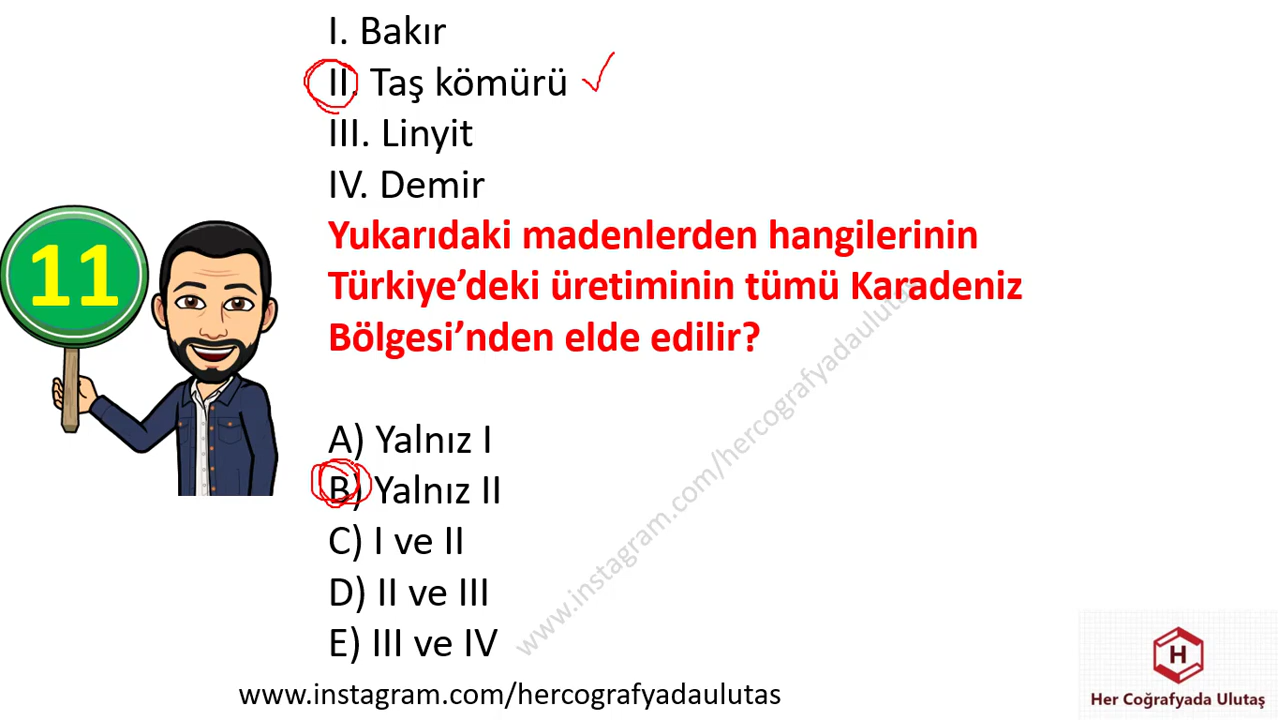 I. Bakır
II. Taş kömürü
III. Linyit
IV. Demir
11
Yukarıdaki madenlerden hangilerinin
Türkiye’deki üretiminin tümü Karadeniz
Bölgesi’nden elde edilir?
A) Yalnız I
B) Yalnız II
C) I ve II
D) II ve III
E) III ve IV
www.instagram.com/hercografyadaulutas
www.instagram.com/hercografyadaulutas
H
Her Coğrafyada Ulutaş